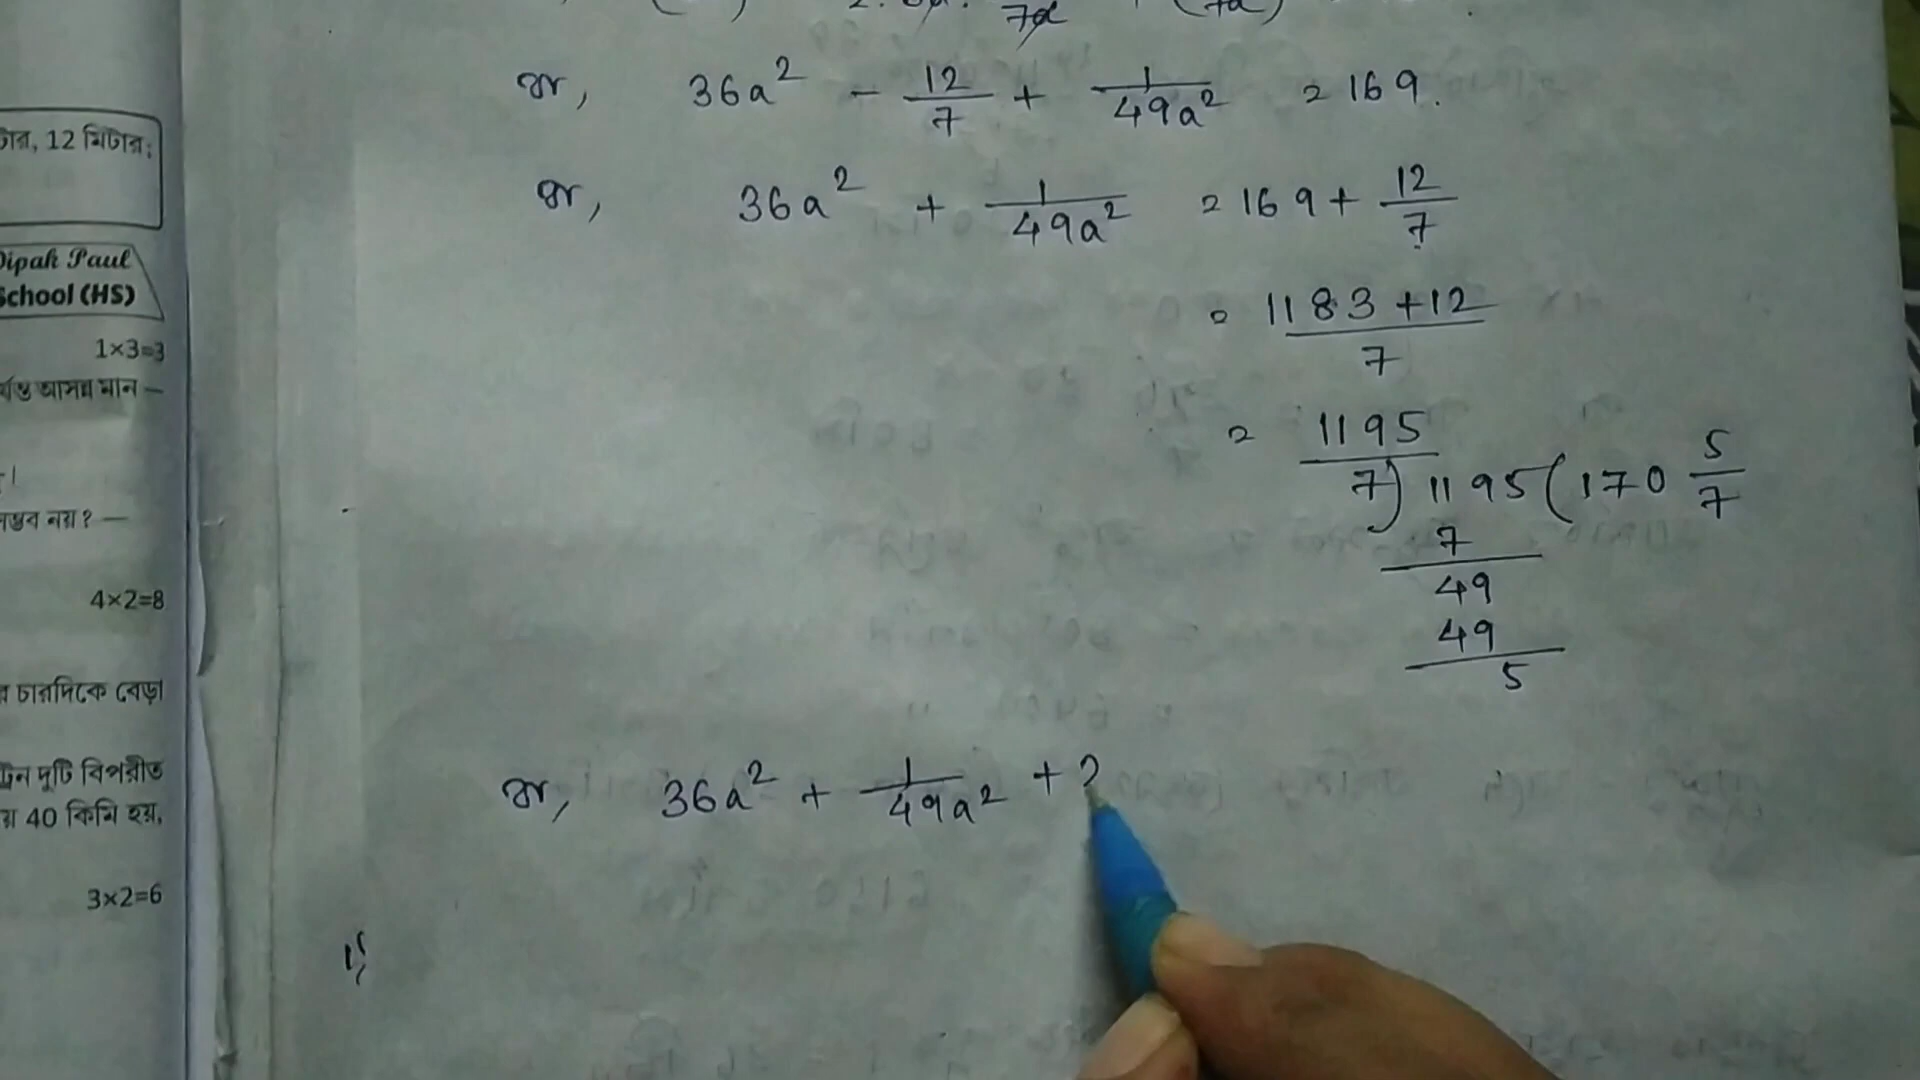 বা, 36a² - 12/7 + 1/49a² = 169.
বা, 36a² + 1/49a² = 169 + 12/7
= 1183 + 12 / 7
= 1195 / 7
7) 1195 ( 170 5/7
7
49
49
5
বা, 36a² + 1/49a² + 2
12 মিটার;
Dipak Paul
School (HS)
1×3=3
আসন্ন মান —
নয়? —
4×2=8
চারদিকে বেড়া
দুটি বিপরীত
40 কিমি হয়,
3×2=6